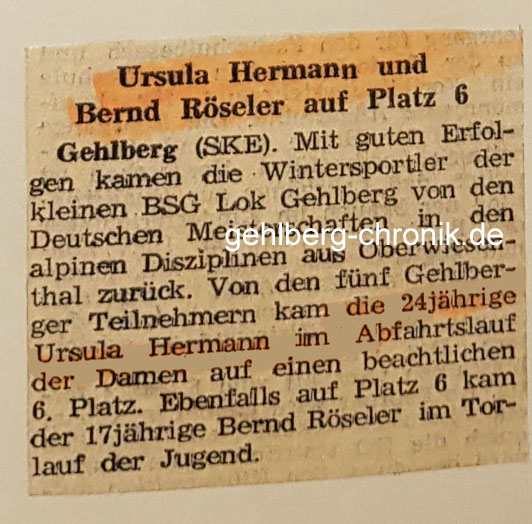 Ursula Hermann und
Bernd Röseler auf Platz 6
Gehlberg (SKE). Mit guten Erfol-
gen kamen die Wintersportler der
kleinen BSG Lok Gehlberg von den
Deutschen Meisterschaften in den
gehlberg-chronik.de
alpinen Disziplinen aus Oberwiesen-
thal zurück. Von den fünf Gehlber-
ger Teilnehmern kam die 24jährige
Ursula Hermann im Abfahrtslauf
der Damen auf einen beachtlichen
6. Platz. Ebenfalls auf Platz 6 kam
der 17jährige Bernd Röseler im Tor-
lauf der Jugend.